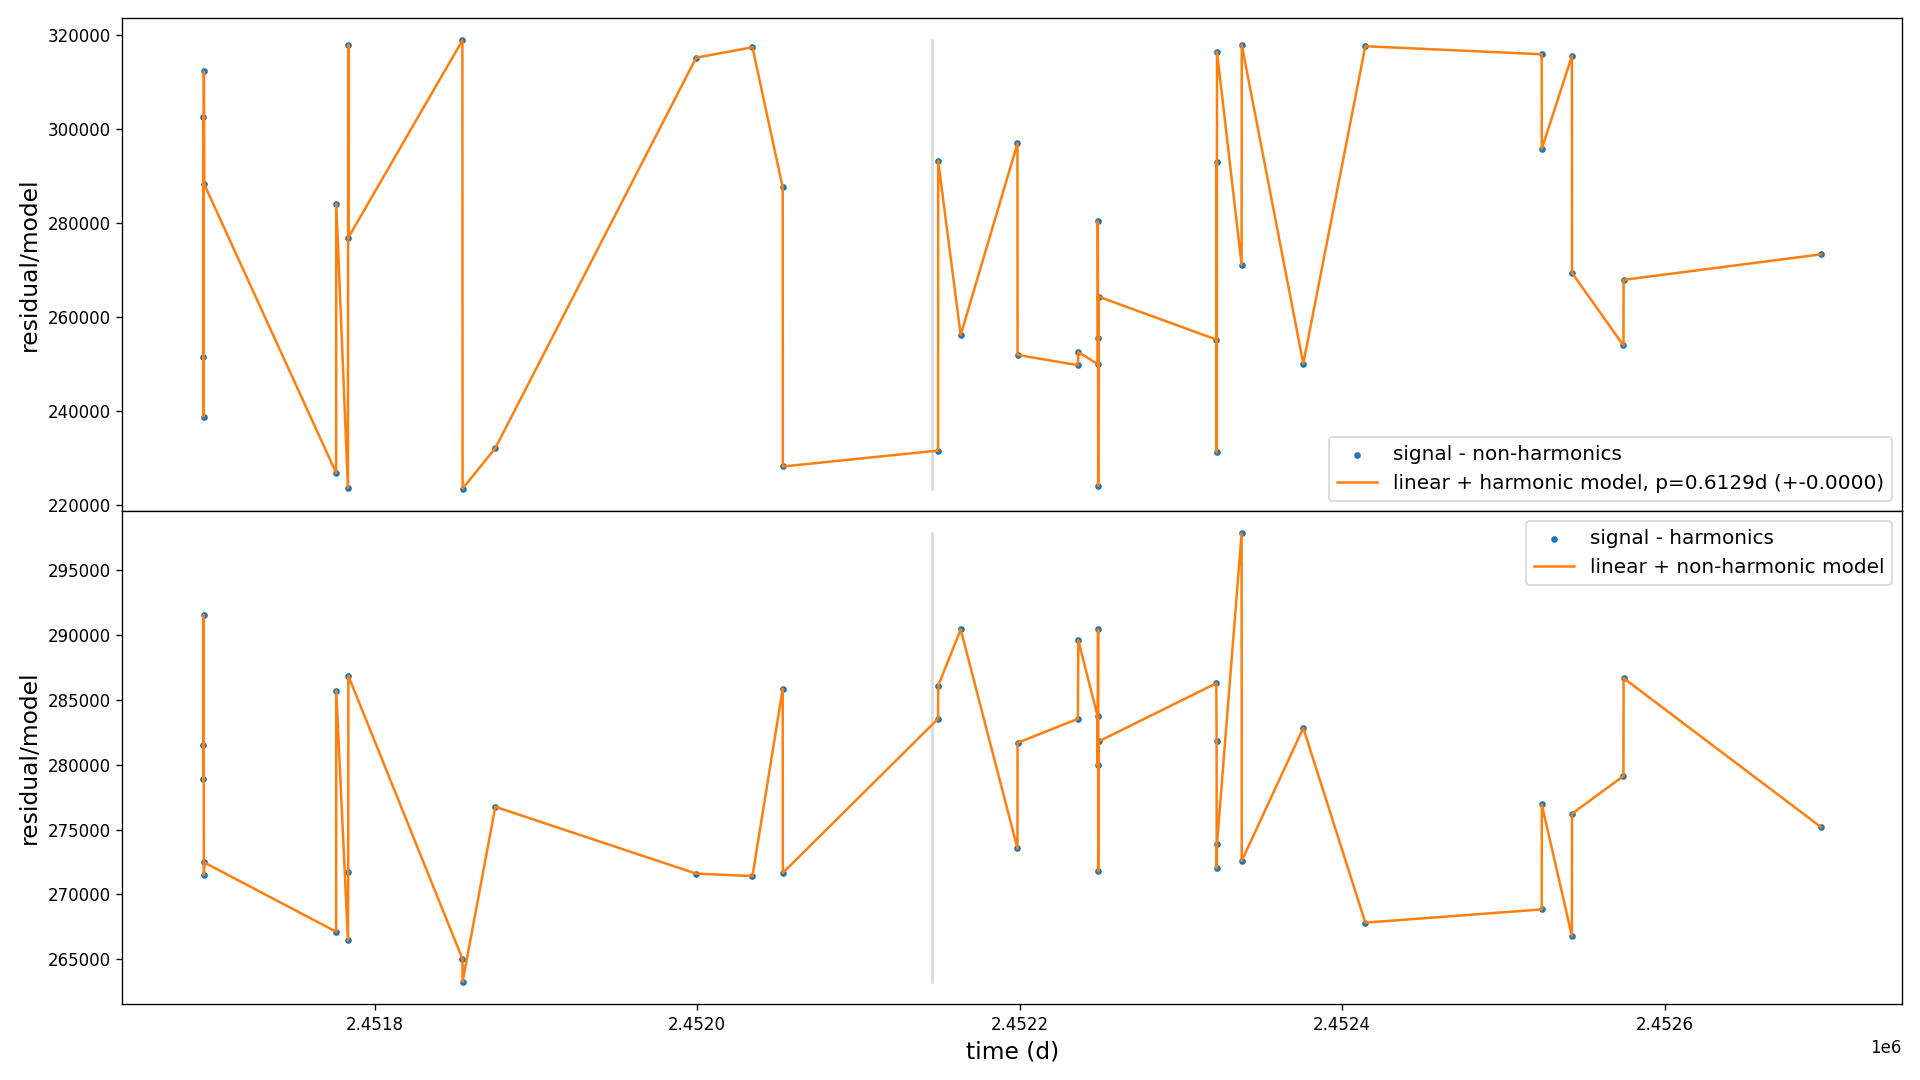 320000
300000
280000
260000
240000
220000
residual/model
signal - non-harmonics
linear + harmonic model, p=0.6129d (+-0.0000)
295000
290000
285000
280000
275000
270000
265000
residual/model
signal - harmonics
linear + non-harmonic model
2.4518 2.4520 2.4522 2.4524 2.4526
1e6
time (d)